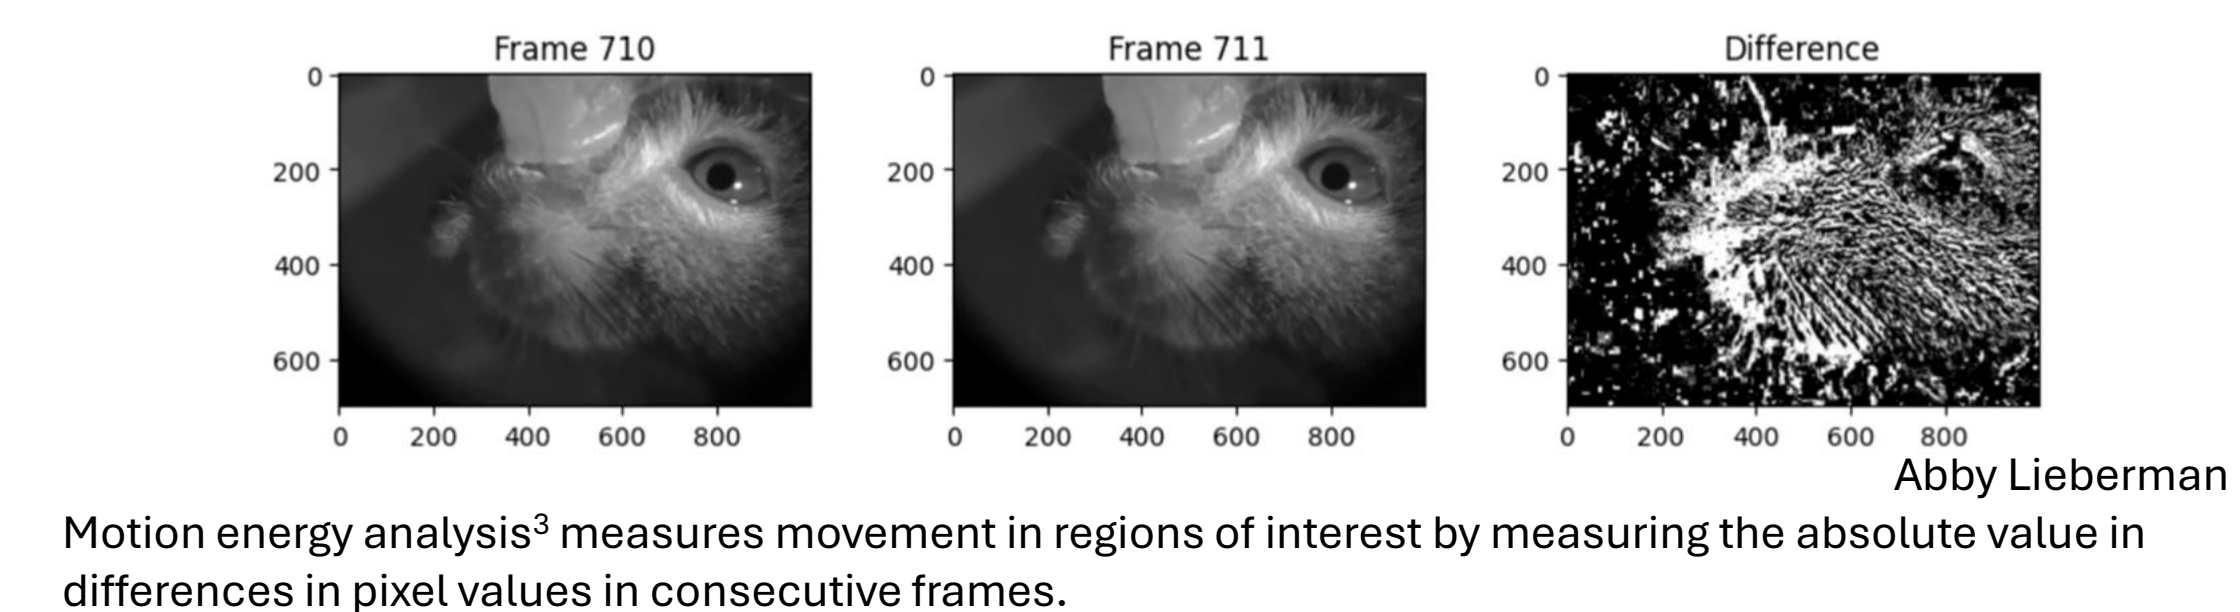 Frame 710
Frame 711
Difference
0
200
400
600
0 200 400 600 800
0
200
400
600
0 200 400 600 800
0
200
400
600
0 200 400 600 800
Abby Lieberman
Motion energy analysis³ measures movement in regions of interest by measuring the absolute value in
differences in pixel values in consecutive frames.